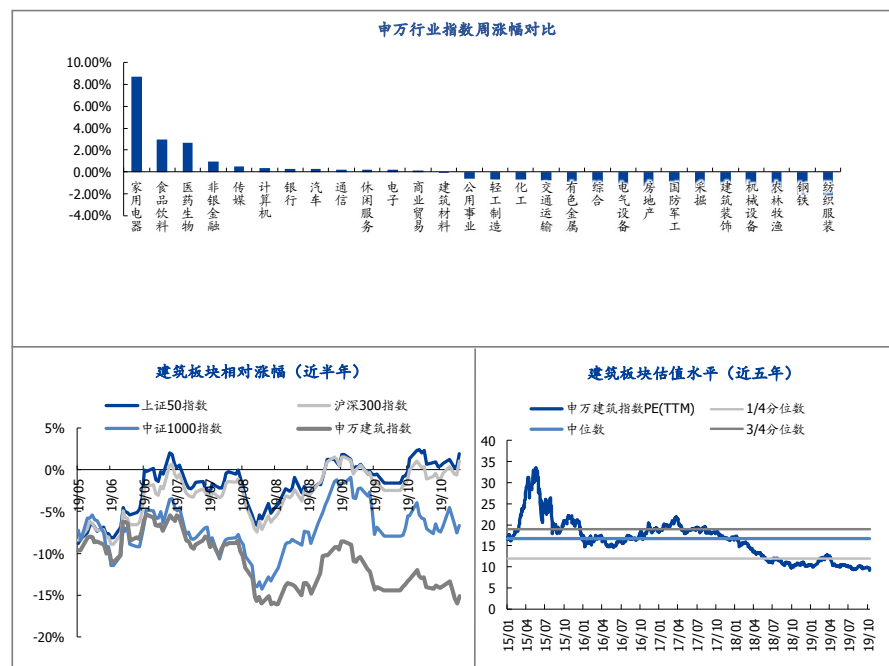 申万行业指数周涨幅对比
10.00%
8.00%
6.00%
4.00%
2.00%
0.00%
-2.00%
-4.00%
家用电器
食品饮料
医药生物
非银金融
传媒
计算机
银行
汽车
通信
休闲服务
电子
商业贸易
建筑材料
公用事业
轻工制造
化工
交通运输
有色金属
综合
电气设备
房地产
国防军工
采掘
建筑装饰
机械设备
农林牧渔
钢铁
纺织服装
建筑板块相对涨幅（近半年）
上证50指数
沪深300指数
中证1000指数
申万建筑指数
5%
0%
-5%
-10%
-15%
-20%
19/05
19/06
19/06
19/07
19/07
19/08
19/08
19/09
19/09
19/09
19/10
19/10
建筑板块估值水平（近五年）
申万建筑指数PE(TTM)
1/4分位数
中位数
3/4分位数
40
35
30
25
20
15
10
5
0
15/01
15/04
15/07
15/10
16/01
16/04
16/07
16/10
17/01
17/04
17/07
17/10
18/01
18/04
18/07
18/10
19/01
19/04
19/07
19/10